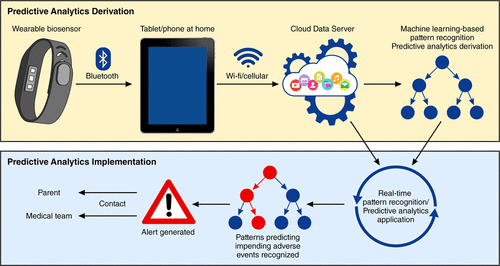 Predictive Analytics Derivation
Wearable biosensor
Bluetooth
Tablet/phone at home
Wi-fi/cellular
Cloud Data Server
Machine learning-based
pattern recognition
Predictive analytics derivation
Predictive Analytics Implementation
Parent
Medical team
Contact
Alert generated
Patterns predicting
impending adverse
events recognized
Real-time
pattern recognition/
Predictive analytics
application